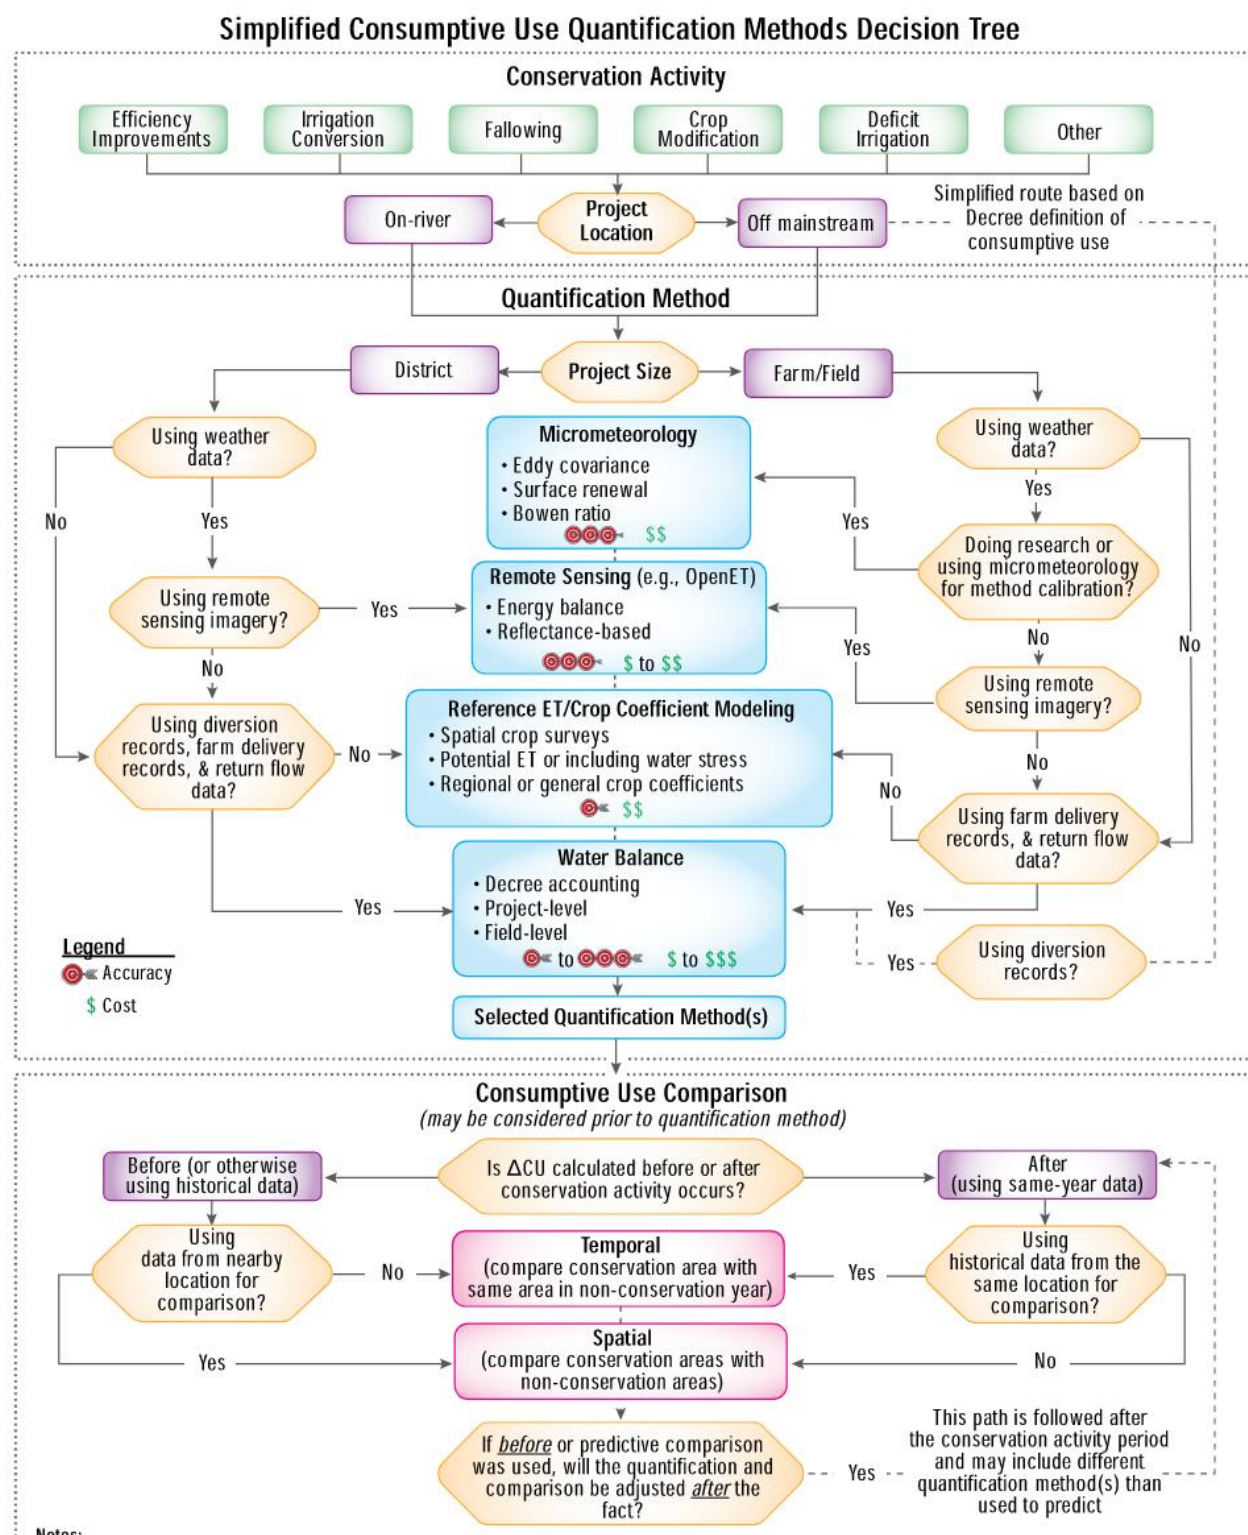 Simplified Consumptive Use Quantification Methods Decision Tree
Conservation Activity
Efficiency
Improvements
Irrigation
Conversion
Fallowing
Crop
Modification
Deficit
Irrigation
Other
On-river
Project
Location
Off mainstream
Simplified route based on
Decree definition of
consumptive use
Quantification Method
District
Project Size
Farm/Field
Using weather
data?
No
Yes
Using remote
sensing imagery?
Yes
No
Using diversion
records, farm delivery
records, & return flow
data?
No
Yes
Micrometeorology
• Eddy covariance
• Surface renewal
• Bowen ratio
$$
Remote Sensing (e.g., OpenET)
• Energy balance
• Reflectance-based
$ to $$
Reference ET/Crop Coefficient Modeling
• Spatial crop surveys
• Potential ET or including water stress
• Regional or general crop coefficients
$$
Water Balance
• Decree accounting
• Project-level
• Field-level
to
$ to $$$
Selected Quantification Method(s)
Using weather
data?
Yes
No
Doing research or
using micrometeorology
for method calibration?
Yes
No
Using remote
sensing imagery?
Yes
No
Using farm delivery
records, & return flow
data?
No
Yes
Using diversion
records?
Yes
Legend
Accuracy
$ Cost
Consumptive Use Comparison
(may be considered prior to quantification method)
Before (or otherwise
using historical data)
Is ΔCU calculated before or after
conservation activity occurs?
After
(using same-year data)
Using
data from nearby
location for
comparison?
No
Yes
Temporal
(compare conservation area with
same area in non-conservation year)
Spatial
(compare conservation areas with
non-conservation areas)
Using
historical data from the
same location for
comparison?
Yes
No
If before or predictive comparison
was used, will the quantification and
comparison be adjusted after the
fact?
Yes
This path is followed after
the conservation activity period
and may include different
quantification method(s) than
used to predict
Notes: